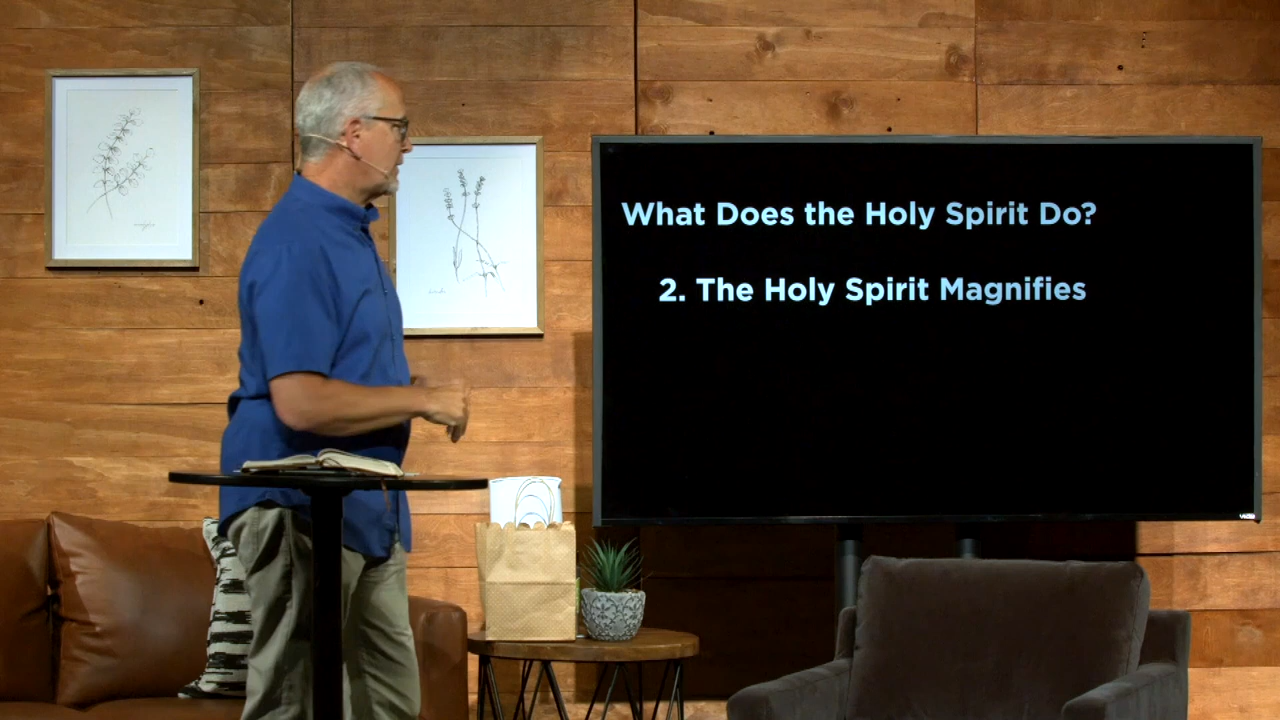 What Does the Holy Spirit Do?
2. The Holy Spirit Magnifies